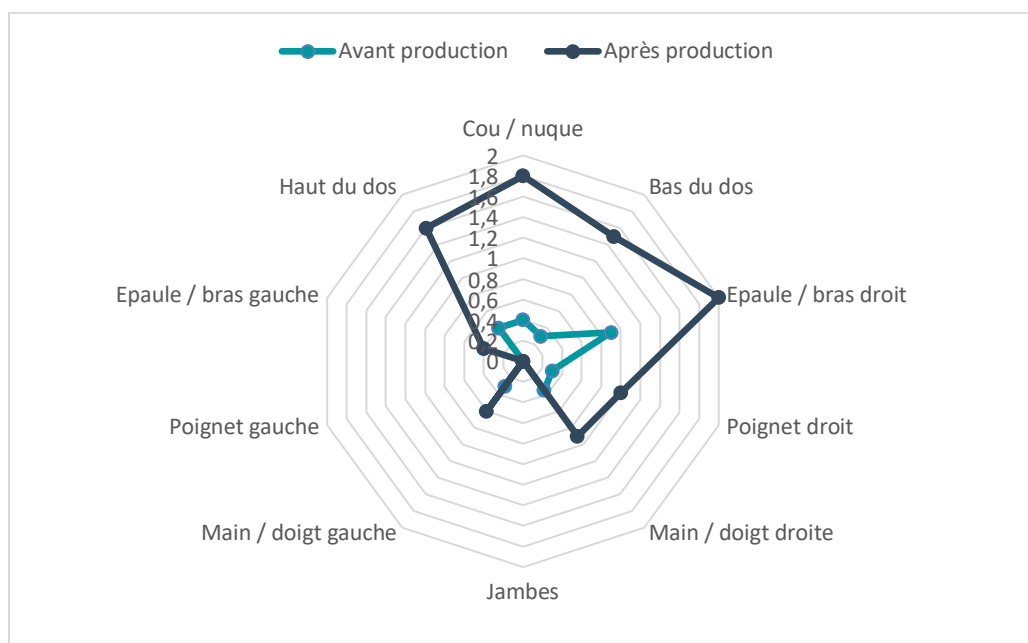 Avant production
Après production
Cou / nuque
Bas du dos
Epaule / bras droit
Poignet droit
Main / doigt droite
Jambes
Main / doigt gauche
Poignet gauche
Epaule / bras gauche
Haut du dos
2
1,8
1,6
1,4
1,2
1
0,8
0,6
0,4
0,2
0